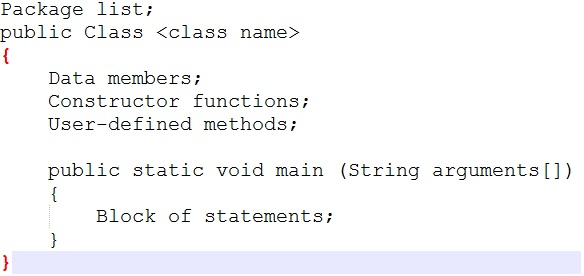 Package list;
public Class <class name>
{
Data members;
Constructor functions;
User-defined methods;
public static void main (String arguments[])
{
Block of statements;
}
}